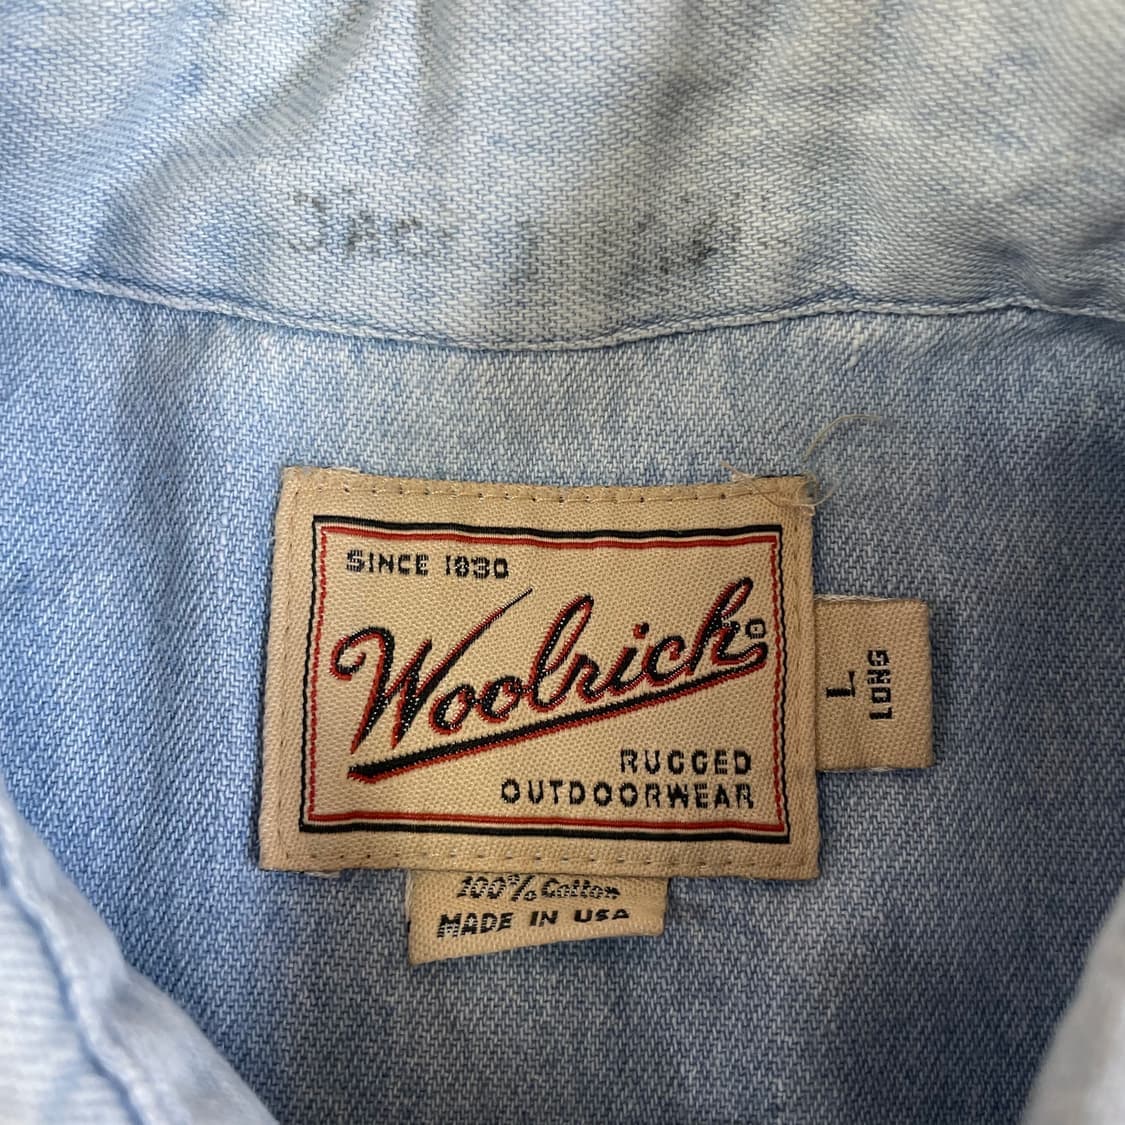 SINCE 1830
Woolrich®
RUGGED
OUTDOORWEAR
L
LONG
100% Cotton
MADE IN USA